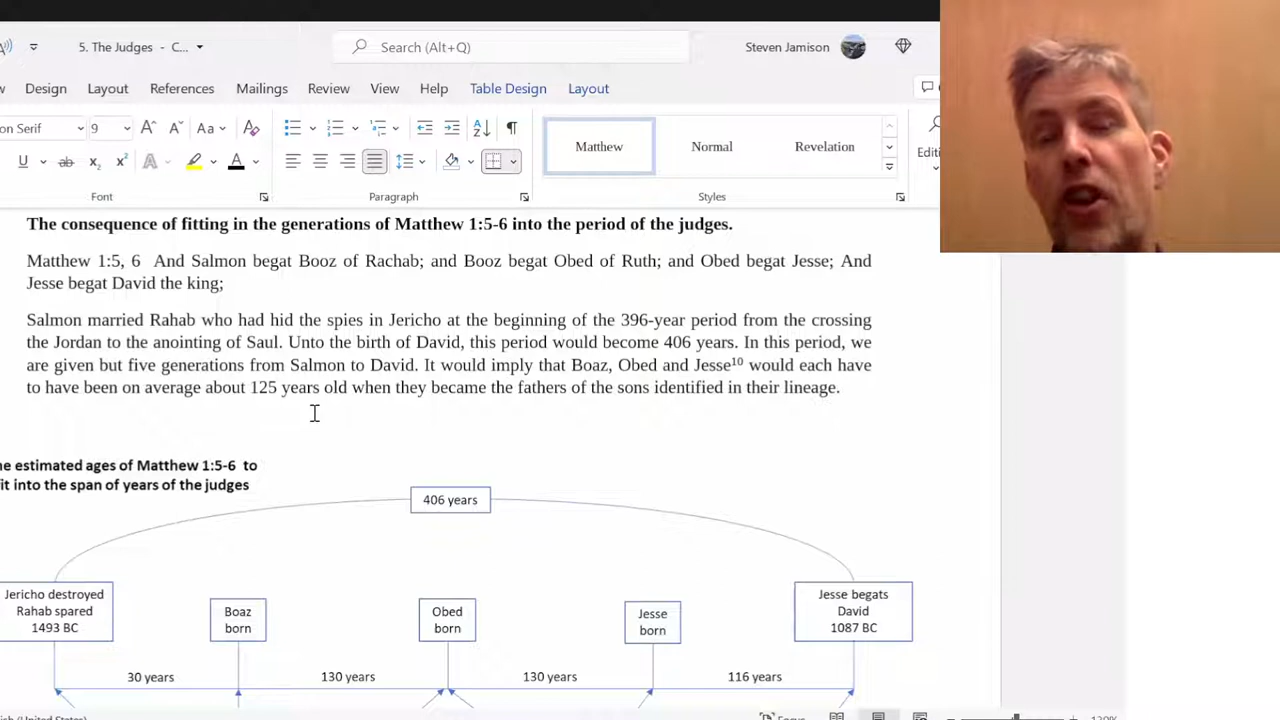 5. The Judges - C...
Search (Alt+Q)
Steven Jamison
Design Layout References Mailings Review View Help Table Design Layout
on Serif 9 Aa
Matthew Normal Revelation
Editi
Font Paragraph Styles
The consequence of fitting in the generations of Matthew 1:5-6 into the period of the judges.
Matthew 1:5, 6 And Salmon begat Booz of Rachab; and Booz begat Obed of Ruth; and Obed begat Jesse; And
Jesse begat David the king;
Salmon married Rahab who had hid the spies in Jericho at the beginning of the 396-year period from the crossing
the Jordan to the anointing of Saul. Unto the birth of David, this period would become 406 years. In this period, we
are given but five generations from Salmon to David. It would imply that Boaz, Obed and Jesse¹⁰ would each have
to have been on average about 125 years old when they became the fathers of the sons identified in their lineage.
ne estimated ages of Matthew 1:5-6 to
it into the span of years of the judges
406 years
Jericho destroyed
Rahab spared
1493 BC
Boaz
born
Obed
born
Jesse
born
Jesse begats
David
1087 BC
30 years 130 years 130 years 116 years